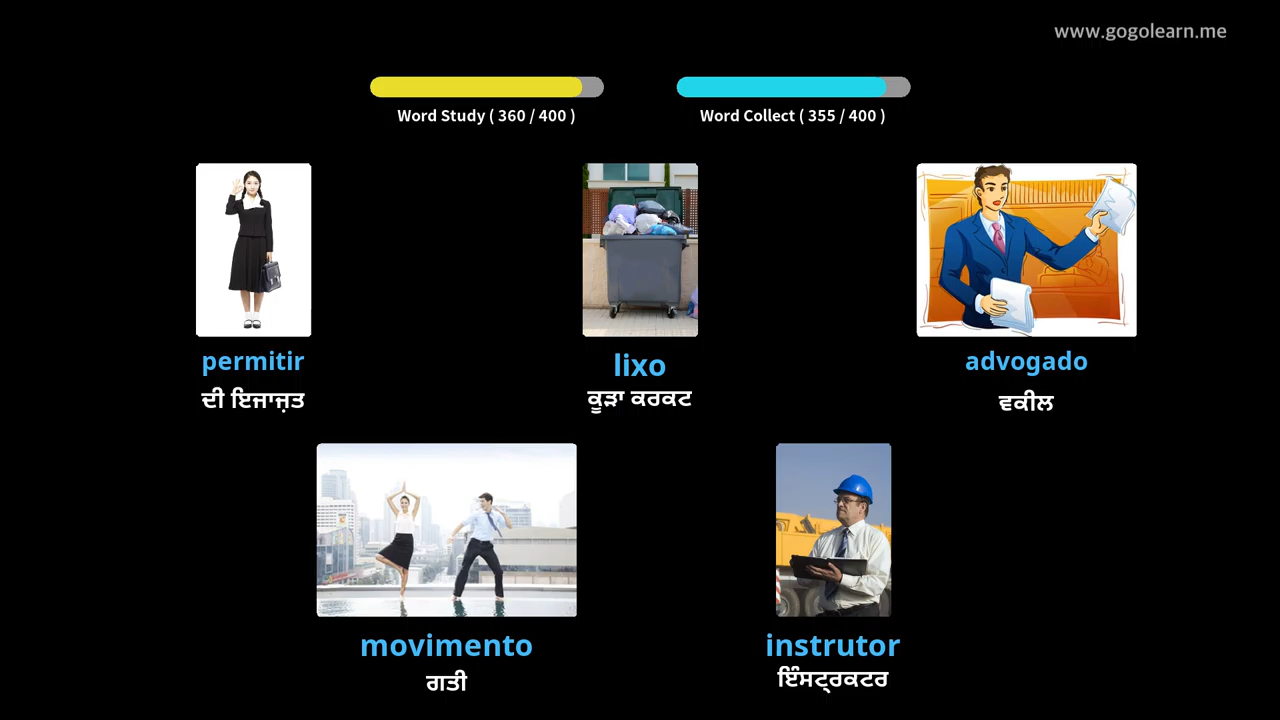 www.gogolearn.me
Word Study ( 360 / 400 )
Word Collect ( 355 / 400 )
permitir
ਦੀ ਇਜਾਜ਼ਤ
lixo
ਕੂੜਾ ਕਰਕਟ
advogado
ਵਕੀਲ
movimento
ਗਤੀ
instrutor
ਇੰਸਟ੍ਰਕਟਰ